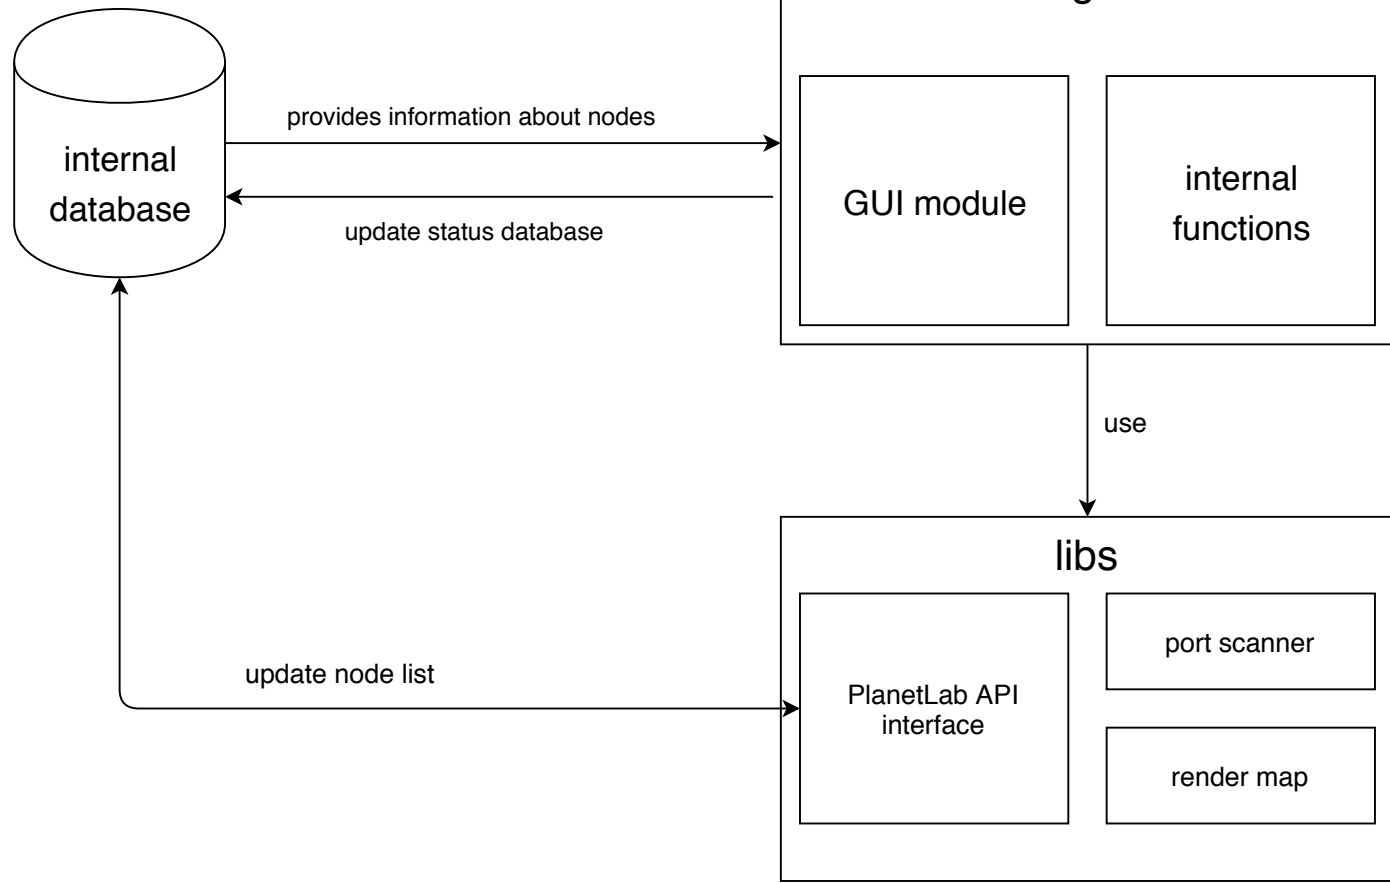 provides information about nodes
internal
database
update status database
GUI module
internal
functions
use
libs
update node list
PlanetLab API
interface
port scanner
render map